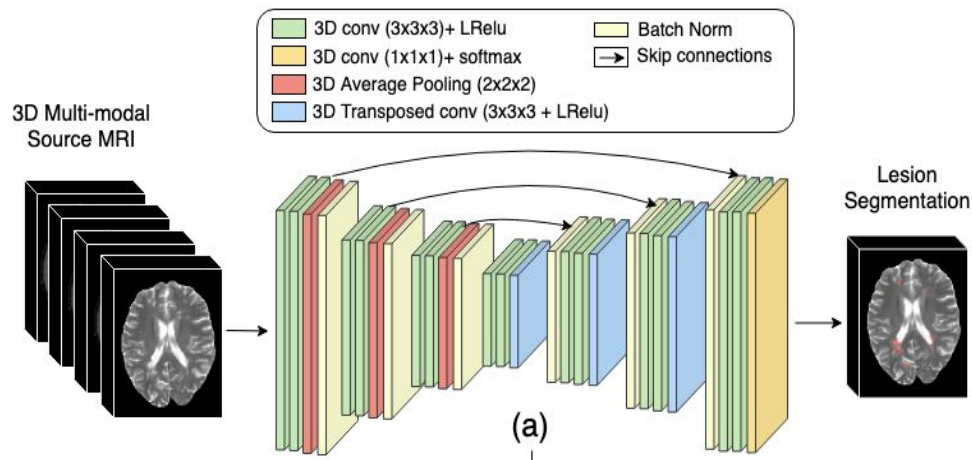 3D conv (3x3x3)+ LRelu
3D conv (1x1x1)+ softmax
3D Average Pooling (2x2x2)
3D Transposed conv (3x3x3 + LRelu)
Batch Norm
Skip connections
3D Multi-modal
Source MRI
Lesion
Segmentation
(a)